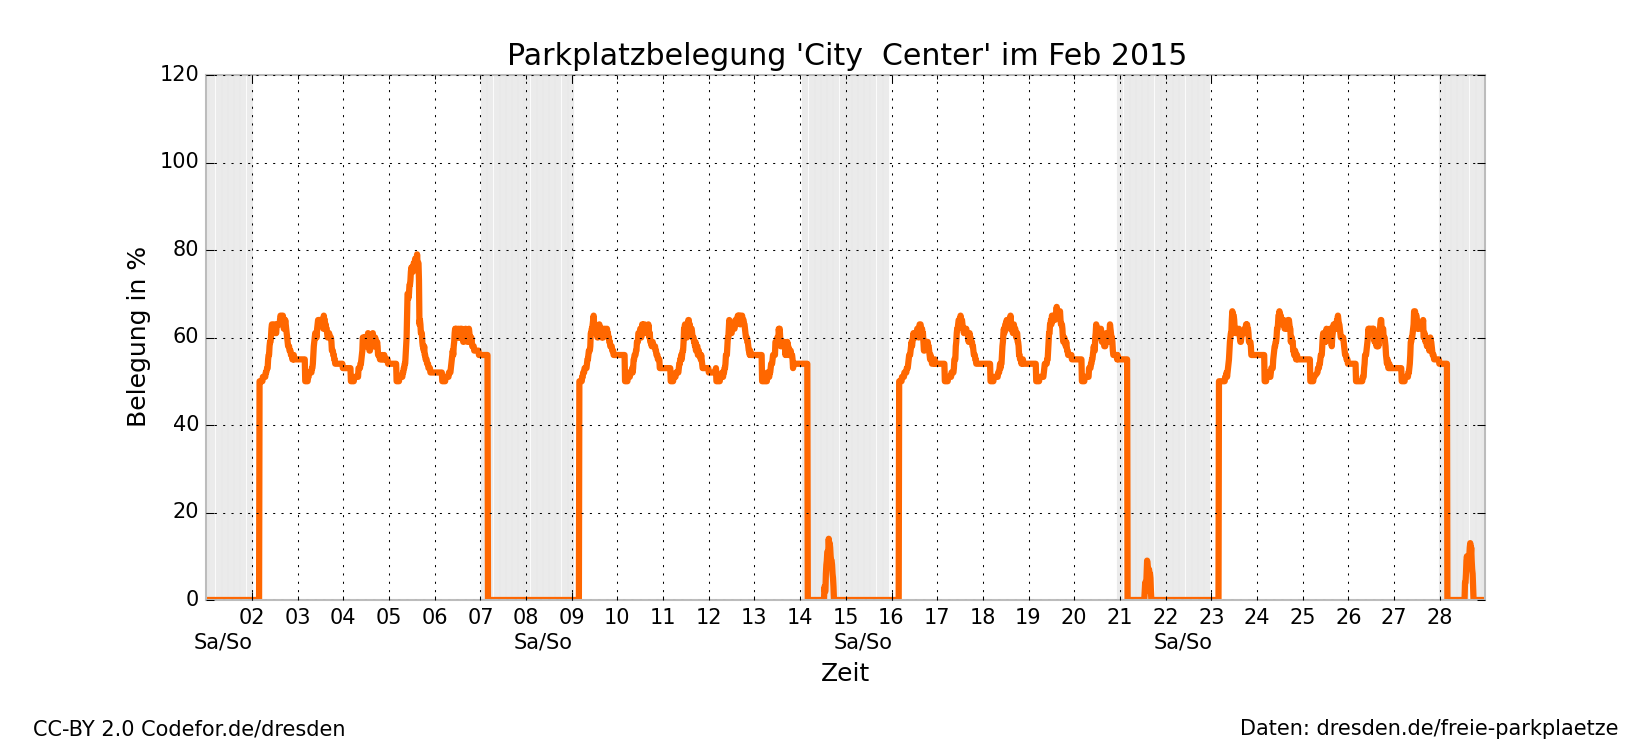 Parkplatzbelegung 'City  Center' im Feb 2015
Belegung in %
120
100
80
60
40
20
0
02 03 04 05 06 07 08 09 10 11 12 13 14 15 16 17 18 19 20 21 22 23 24 25 26 27 28
Sa/So Sa/So Sa/So Sa/So
Zeit
CC-BY 2.0 Codefor.de/dresden
Daten: dresden.de/freie-parkplaetze